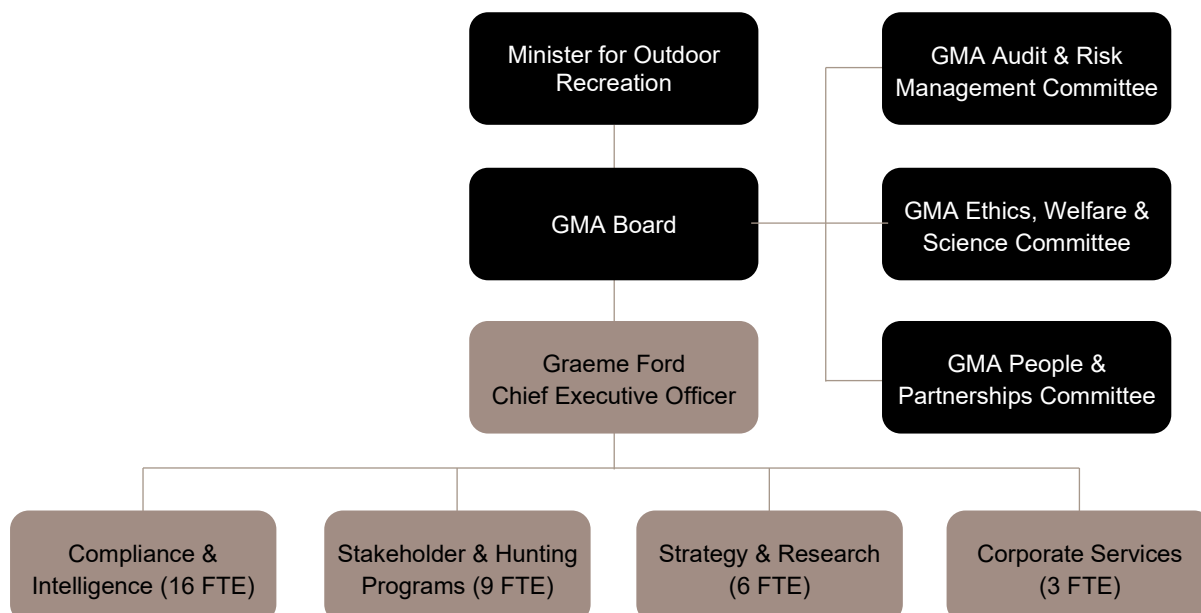 Minister for Outdoor
Recreation
GMA Audit & Risk
Management Committee
GMA Board
GMA Ethics, Welfare &
Science Committee
Graeme Ford
Chief Executive Officer
GMA People &
Partnerships Committee
Compliance &
Intelligence (16 FTE)
Stakeholder & Hunting
Programs (9 FTE)
Strategy & Research
(6 FTE)
Corporate Services
(3 FTE)